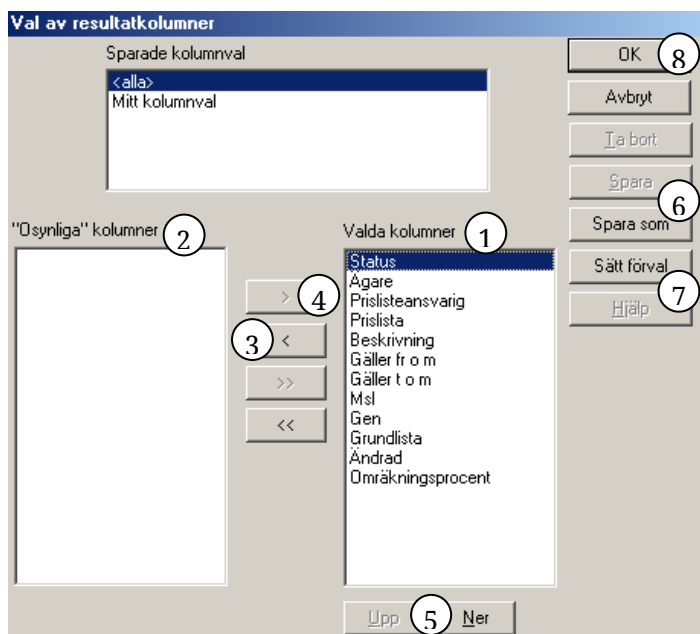 Val av resultatkolumner
Sparade kolumnval
<alla>
Mitt kolumnval
OK
8
Avbryt
Ta bort
Spara
6
Spara som
Sätt förval
7
Hjälp
"Osynliga" kolumner
2
Valda kolumner
1
>
4
3
<
>>
<<
Status
Ägare
Prislisteansvarig
Prislista
Beskrivning
Gäller fr o m
Gäller t o m
Msl
Gen
Grundlista
Ändrad
Omräkningsprocent
Upp
5
Ner